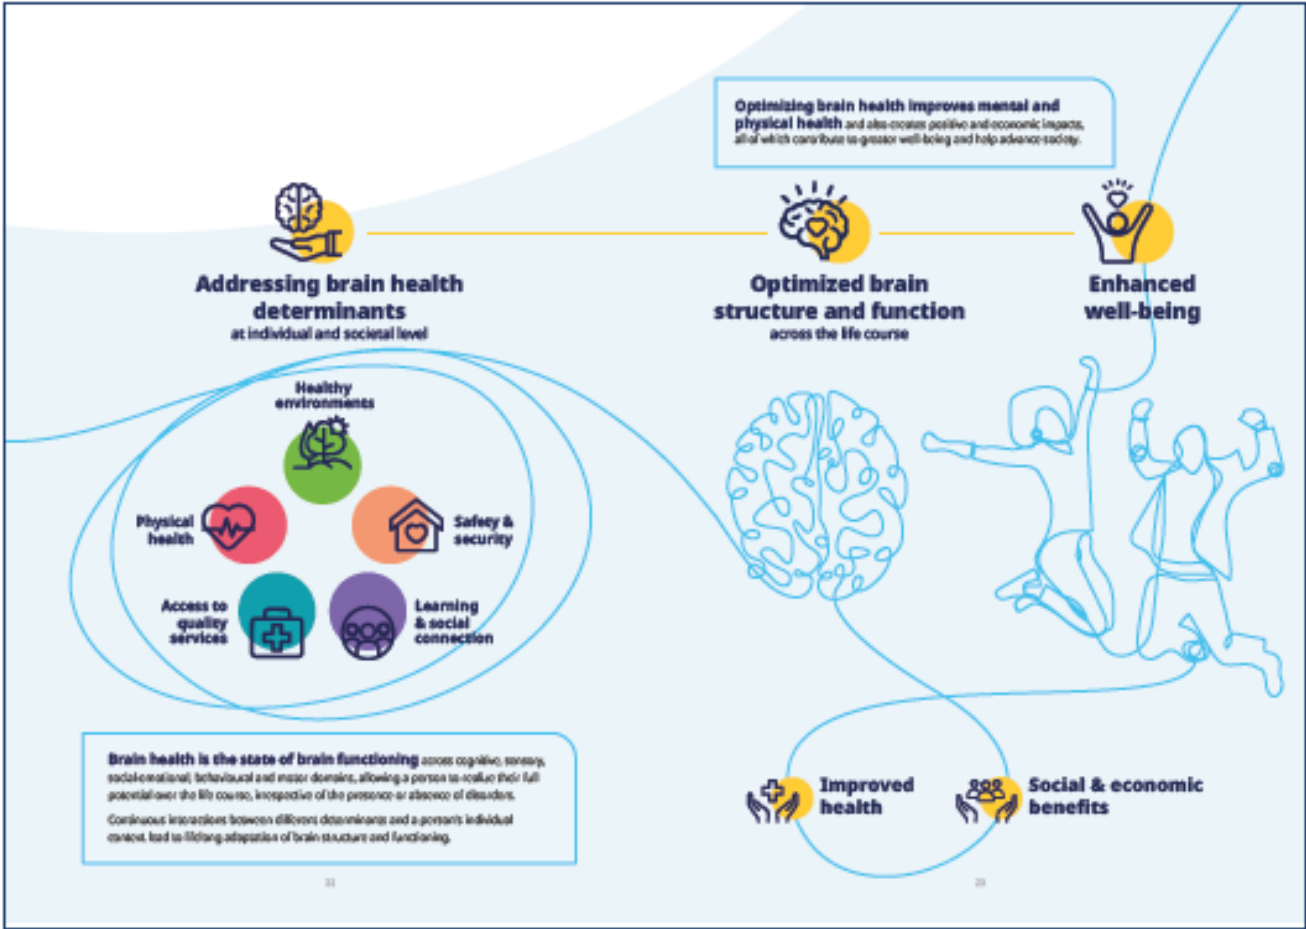 Optimizing brain health improves mental and
physical health and also creates positive and economic impacts,
all of which contribute to greater well-being and help advance society.
Addressing brain health
determinants
at individual and societal level
Optimized brain
structure and function
across the life course
Enhanced
well-being
Healthy
environments
Physical
health
Safety &
security
Access to
quality
services
Learning
& social
connection
Brain health is the state of brain functioning across cognitive, sensory,
social-emotional, behavioural and motor domains, allowing a person to realize their full
potential over the life course, irrespective of the presence or absence of disorders.
Continuous interactions between different determinants and a person's individual
context lead to lifelong adaptation of brain structure and functioning.
Improved
health
Social & economic
benefits